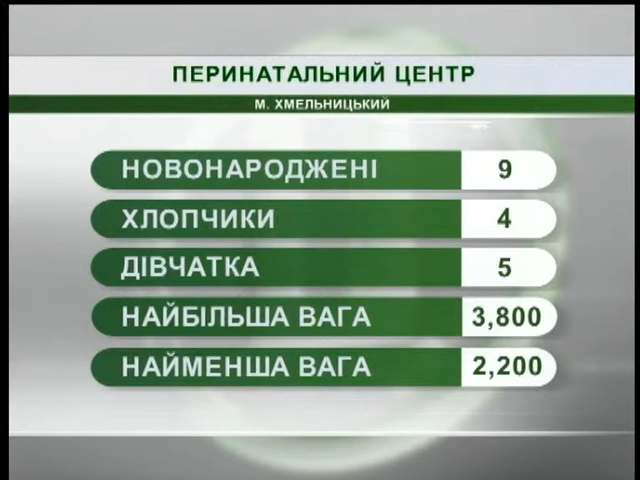 ПЕРИНАТАЛЬНИЙ ЦЕНТР
М. ХМЕЛЬНИЦЬКИЙ
НОВОНАРОДЖЕНІ 9
ХЛОПЧИКИ 4
ДІВЧАТКА 5
НАЙБІЛЬША ВАГА 3,800
НАЙМЕНША ВАГА 2,200